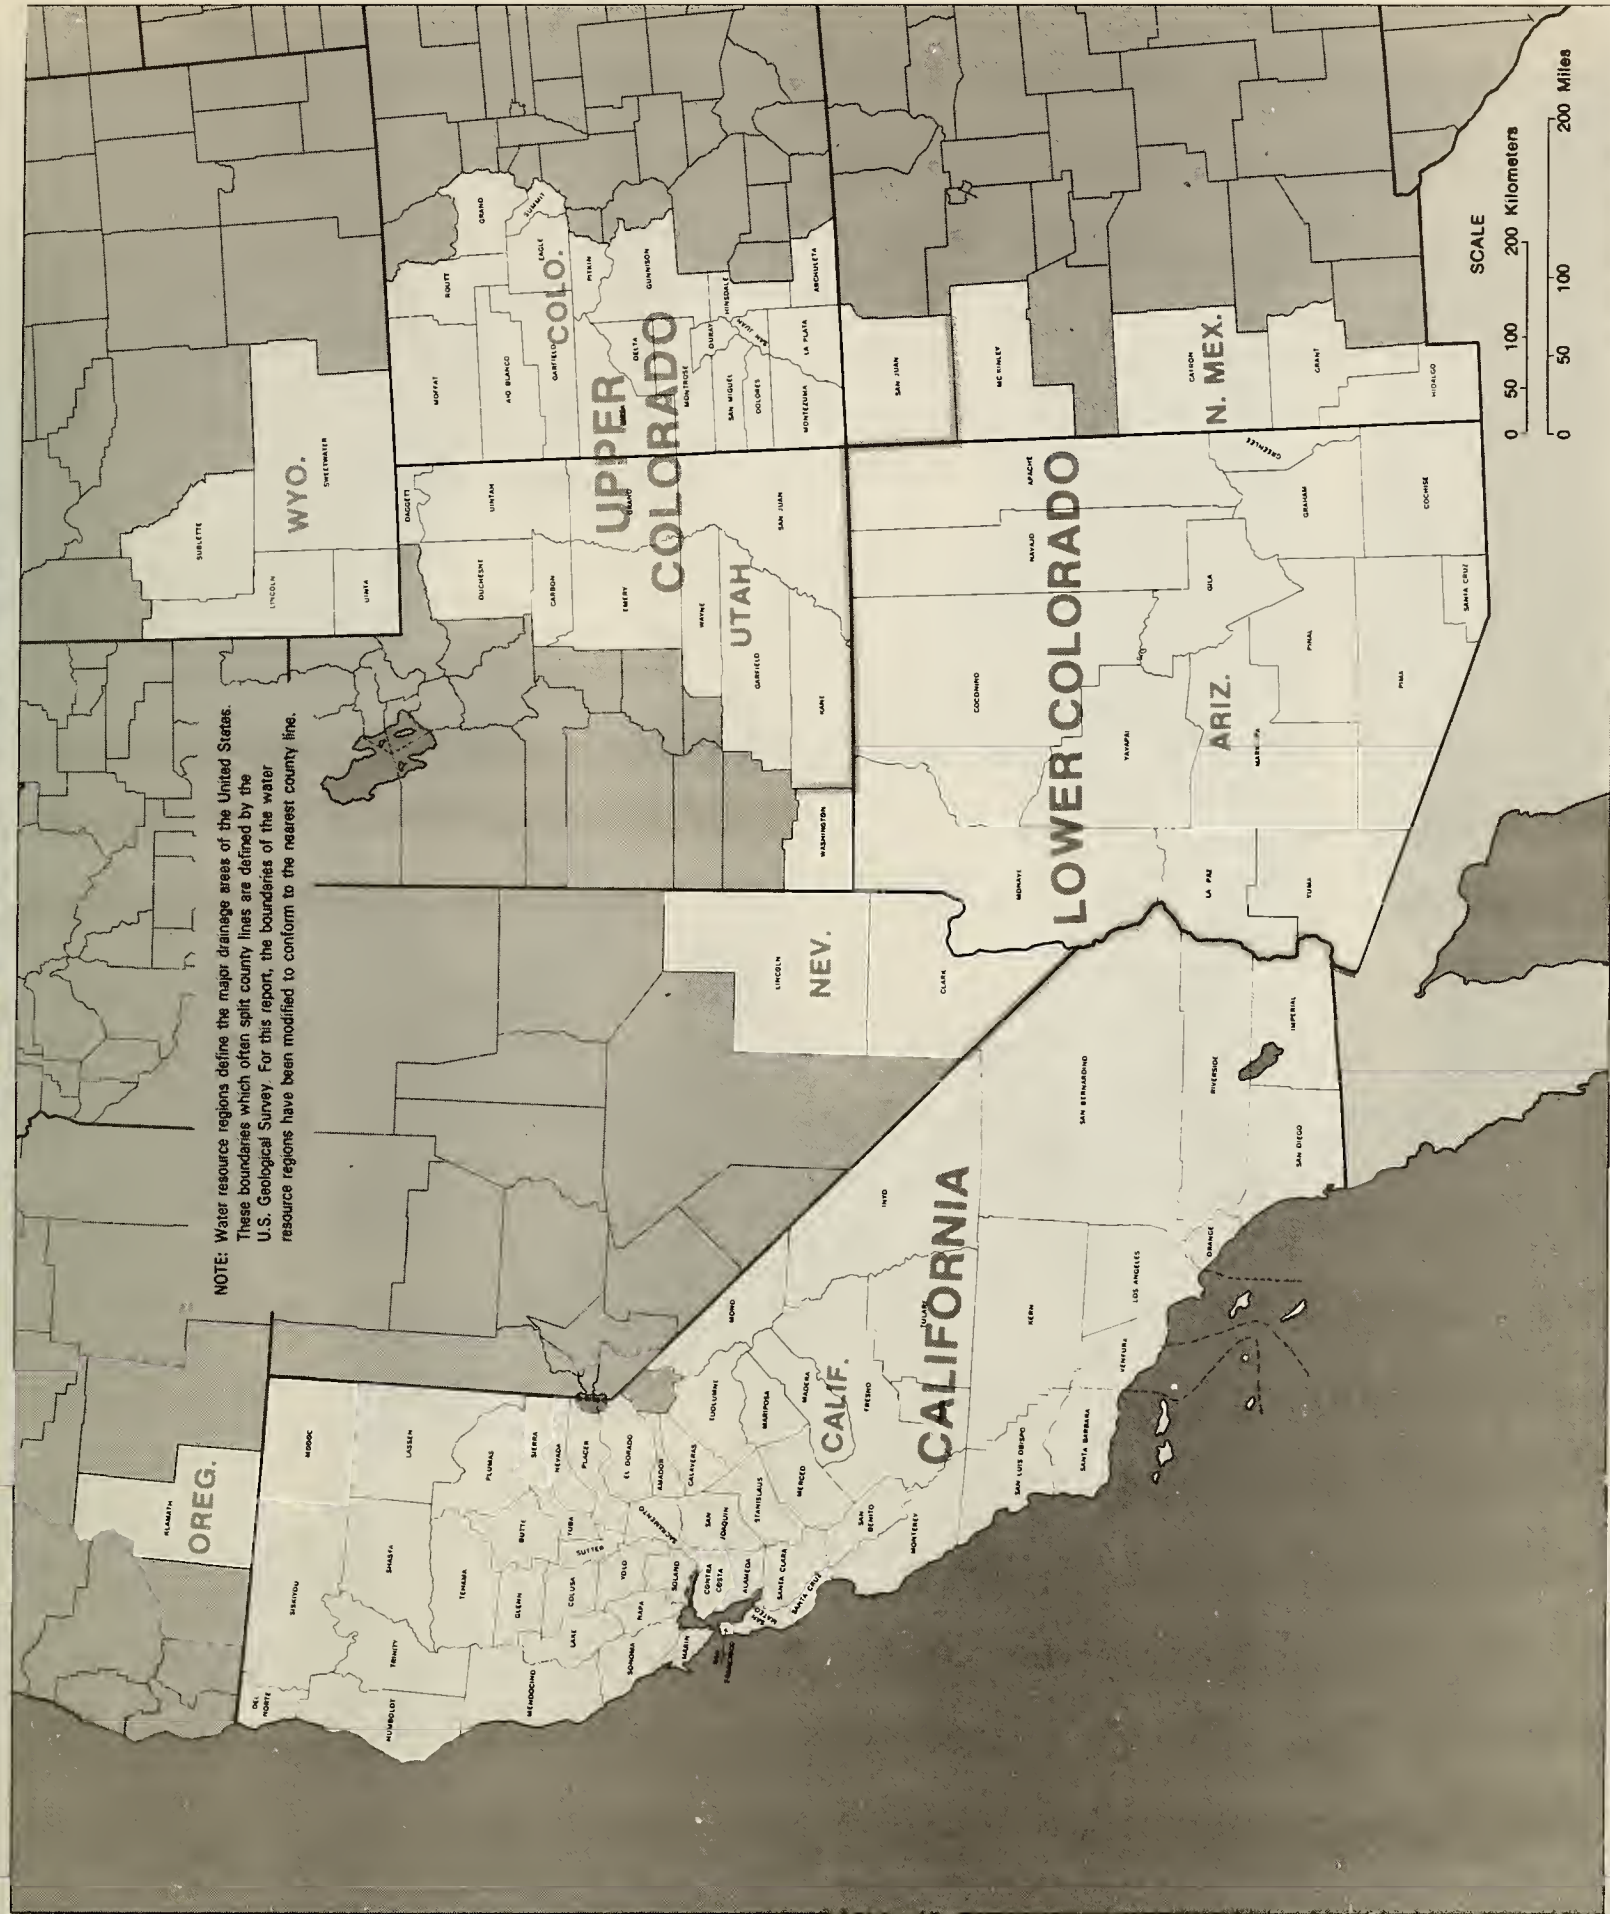 NOTE: Water resource regions define the major drainage areas of the United States.
These boundaries which often split county lines are defined by the
U.S. Geological Survey. For this report, the boundaries of the water
resource regions have been modified to conform to the nearest county line.
OREG.
KLAMATH
CALIFORNIA
CALIF.
DEL
NORTE
SISKIYOU
MODOC
HUMBOLDT
TRINITY
SHASTA
LASSEN
TEHAMA
PLUMAS
MENDOCINO
GLENN
BUTTE
SIERRA
NEVADA
LAKE
COLUSA
SUTTER
YUBA
PLACER
SONOMA
NAPA
YOLO
EL DORADO
MARIN
SOLANO
SACRAMENTO
AMADOR
CALAVERAS
SAN
FRANCISCO
CONTRA
COSTA
SAN
JOAQUIN
TUOLUMNE
MONO
ALAMEDA
SAN
MATEO
SANTA CLARA
STANISLAUS
MARIPOSA
SANTA CRUZ
MERCED
MADERA
SAN
BENITO
FRESNO
INYO
MONTEREY
TULARE
SAN LUIS OBISPO
KERN
SAN BERNARDINO
SANTA BARBARA
VENTURA
LOS ANGELES
ORANGE
RIVERSIDE
SAN DIEGO
IMPERIAL
NEV.
LINCOLN
CLARK
WYO.
SUBLETTE
LINCOLN
SWEETWATER
UINTA
UPPER
COLORADO
UTAH
DAGGETT
DUCHESNE
UINTAH
CARBON
EMERY
GRAND
WAYNE
GARFIELD
SAN JUAN
KANE
WASHINGTON
COLO.
MOFFAT
ROUTT
GRAND
RIO BLANCO
EAGLE
SUMMIT
GARFIELD
PITKIN
MESA
DELTA
GUNNISON
MONTROSE
OURAY
HINSDALE
SAN MIGUEL
SAN JUAN
DOLORES
MONTEZUMA
LA PLATA
ARCHULETA
LOWER COLORADO
ARIZ.
MOHAVE
COCONINO
NAVAJO
APACHE
YAVAPAI
LA PAZ
GILA
MARICOPA
GREENLEE
GRAHAM
YUMA
PINAL
PIMA
SANTA CRUZ
COCHISE
N. MEX.
SAN JUAN
MC KINLEY
CATRON
GRANT
HIDALGO
SCALE
0 50 100 200 Kilometers
0 50 100 200 Miles